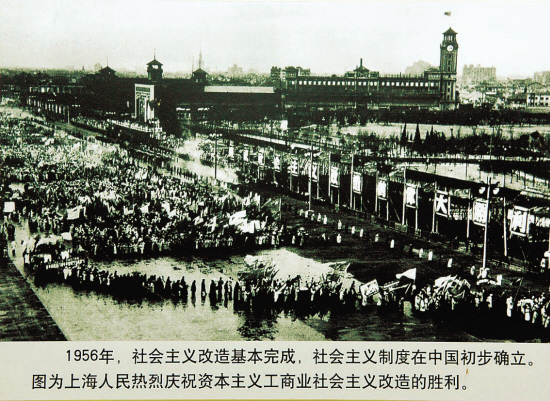 1956年，社会主义改造基本完成，社会主义制度在中国初步确立。
图为上海人民热烈庆祝资本主义工商业社会主义改造的胜利。